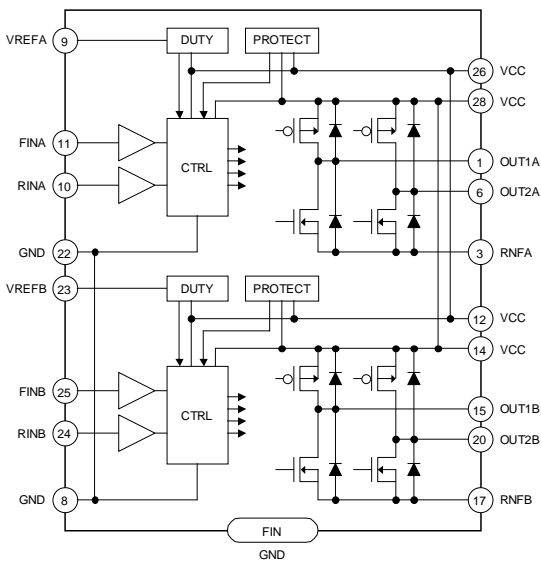 VREFA 9 DUTY PROTECT
26 VCC
28 VCC
FINA 11
CTRL
1 OUT1A
RINA 10
6 OUT2A
GND 22
3 RNFA
VREFB 23 DUTY PROTECT
12 VCC
14 VCC
FINB 25
CTRL
15 OUT1B
RINB 24
20 OUT2B
GND 8
17 RNFB
FIN
GND